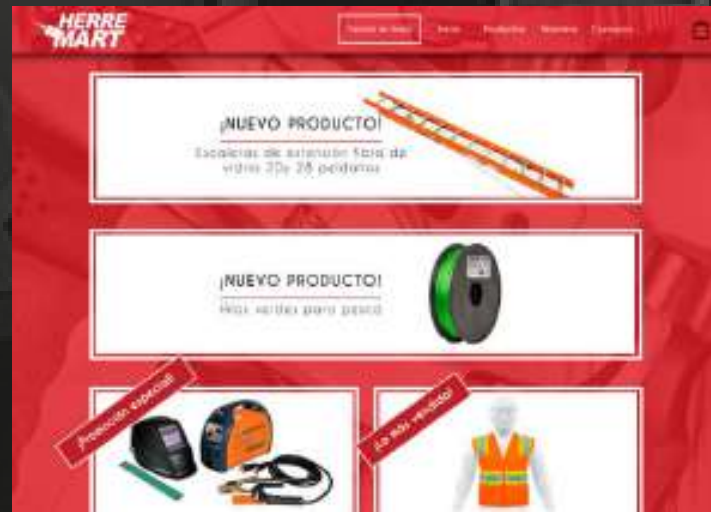 HERRE
MART
Inicio Productos Nosotros Contacto
¡NUEVO PRODUCTO!
Escaleras de extensión fibra de
vidrio 20y 28 peldaños
¡NUEVO PRODUCTO!
Hilos verdes para pesca
¡Promoción especial!
¡Lo más vendido!